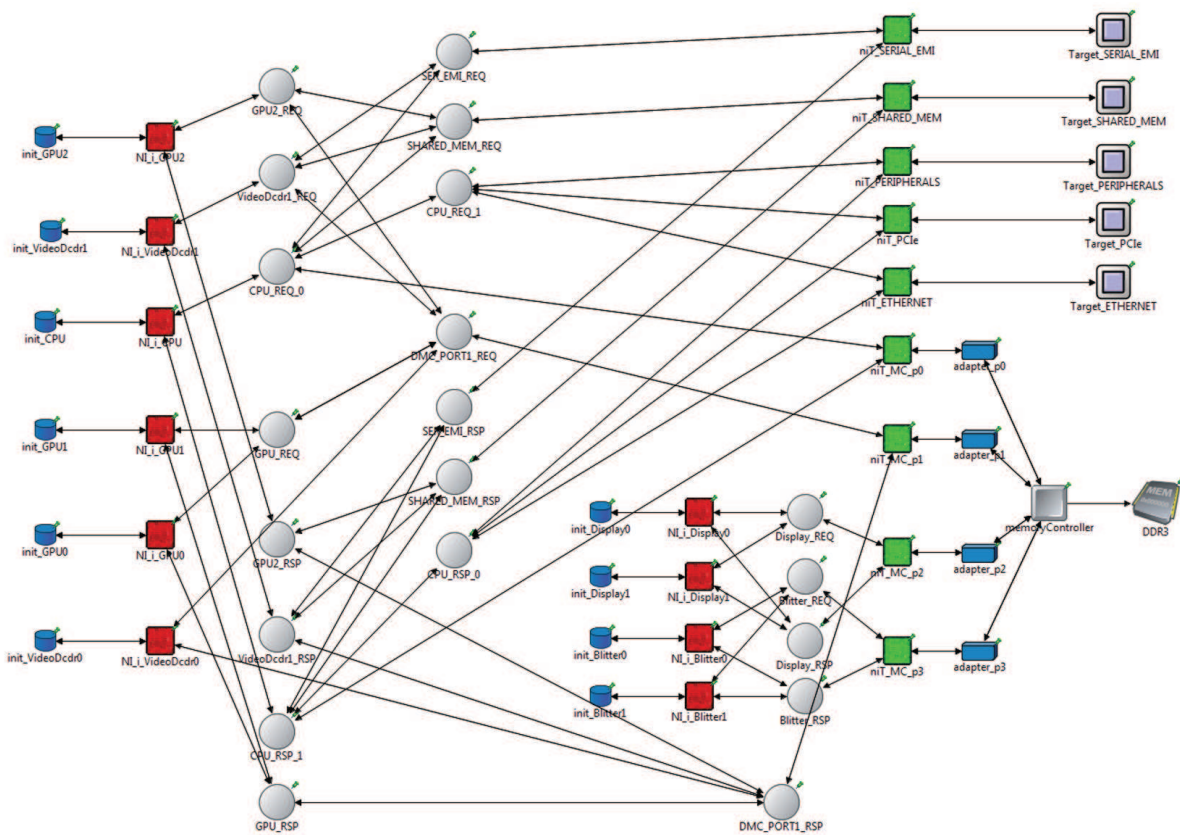 SER_EMI_REQ
niT_SERIAL_EMI
Target_SERIAL_EMI
GPU2_REQ
SHARED_MEM_REQ
niT_SHARED_MEM
Target_SHARED_MEM
init_GPU2
NI_i_GPU2
VideoDcdr1_REQ
CPU_REQ_1
niT_PERIPHERALS
Target_PERIPHERALS
init_VideoDcdr1
NI_i_VideoDcdr1
niT_PCIe
Target_PCIe
CPU_REQ_0
niT_ETHERNET
Target_ETHERNET
init_CPU
NI_i_CPU
DMC_PORT1_REQ
niT_MC_p0
adapter_p0
init_GPU1
NI_i_GPU1
GPU_REQ
SER_EMI_RSP
niT_MC_p1
adapter_p1
SHARED_MEM_RSP
init_Display0
NI_i_Display0
Display_REQ
memoryController
MEM
DDR3
init_GPU0
NI_i_GPU0
GPU2_RSP
CPU_RSP_0
niT_MC_p2
adapter_p2
init_Display1
NI_i_Display1
Blitter_REQ
init_VideoDcdr0
NI_i_VideoDcdr0
VideoDcdr1_RSP
init_Blitter0
NI_i_Blitter0
Display_RSP
niT_MC_p3
adapter_p3
init_Blitter1
NI_i_Blitter1
Blitter_RSP
CPU_RSP_1
GPU_RSP
DMC_PORT1_RSP